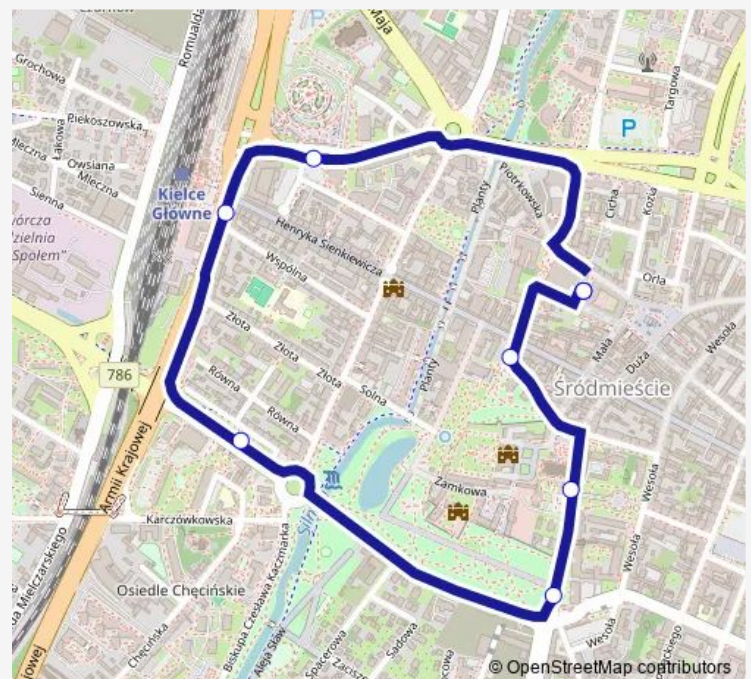 Romualda
Maja
Grochowa
Targowa
Piekoszowska
P
Łąkowa
Mleczna
Owsiana
Mleczna
Sienna
Kielce
Główne
Piotrkowska
Planty
Cicha
Kozia
Henryka Sienkiewicza
Wspólna
Orla
Złota
Złota
Złota
Solna
Planty
Mała
Duża
Wesoła
786
Równa
Równa
Śródmieście
Armii Krajowej
Zamkowa
Wesoła
Karczówkowska
Wesoła
Osiedle Chęcińskie
Biskupa Czesława Kaczmarka
Chęcińska
Aleja Sław
Spacerowa
Sadowa
Wesoła
© OpenStreetMap contributors